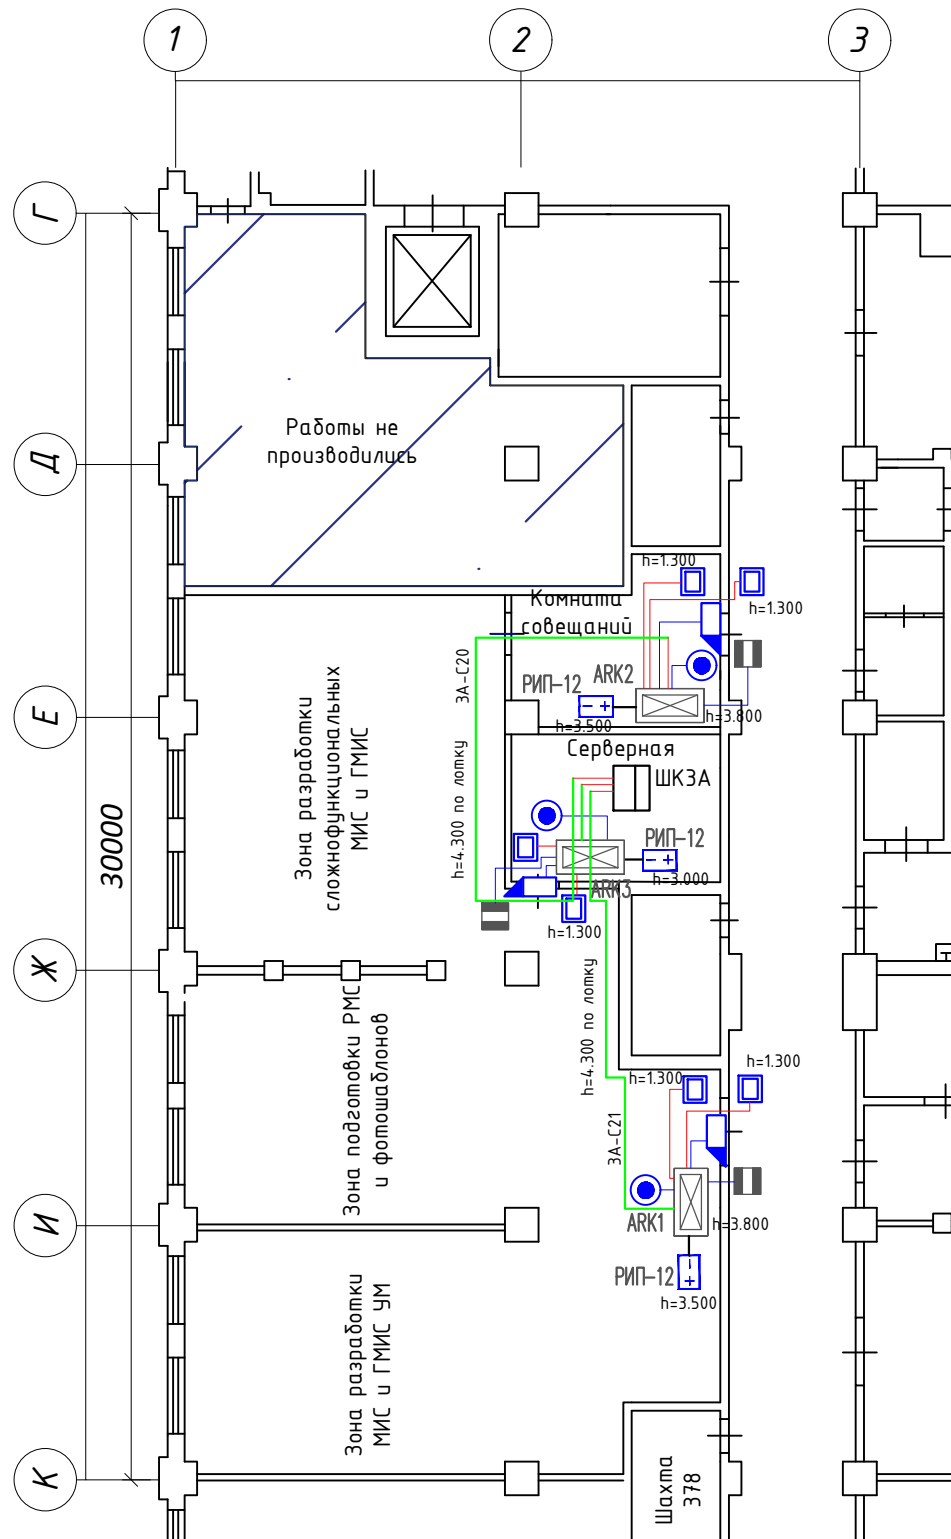 1
2
3
Г
Д
Е
Ж
И
К
30000
Работы не
производились
h=1.300
h=1.300
Комната
совещаний
ЗА-С20
РИП-12
ARK2
h=3.500
h=3.800
Серверная
ШКЗА
Зона разработки
сложнофункциональных
МИС и ГМИС
h=4.300 по лотку
РИП-12
h=3.000
ARK3
h=1.300
Зона подготовки РМС
и фотошаблонов
h=4.300 по лотку
h=1.300
h=1.300
ЗА-С21
ARK1
h=3.800
РИП-12
h=3.500
Зона разработки
МИС и ГМИС УМ
Шахта
378